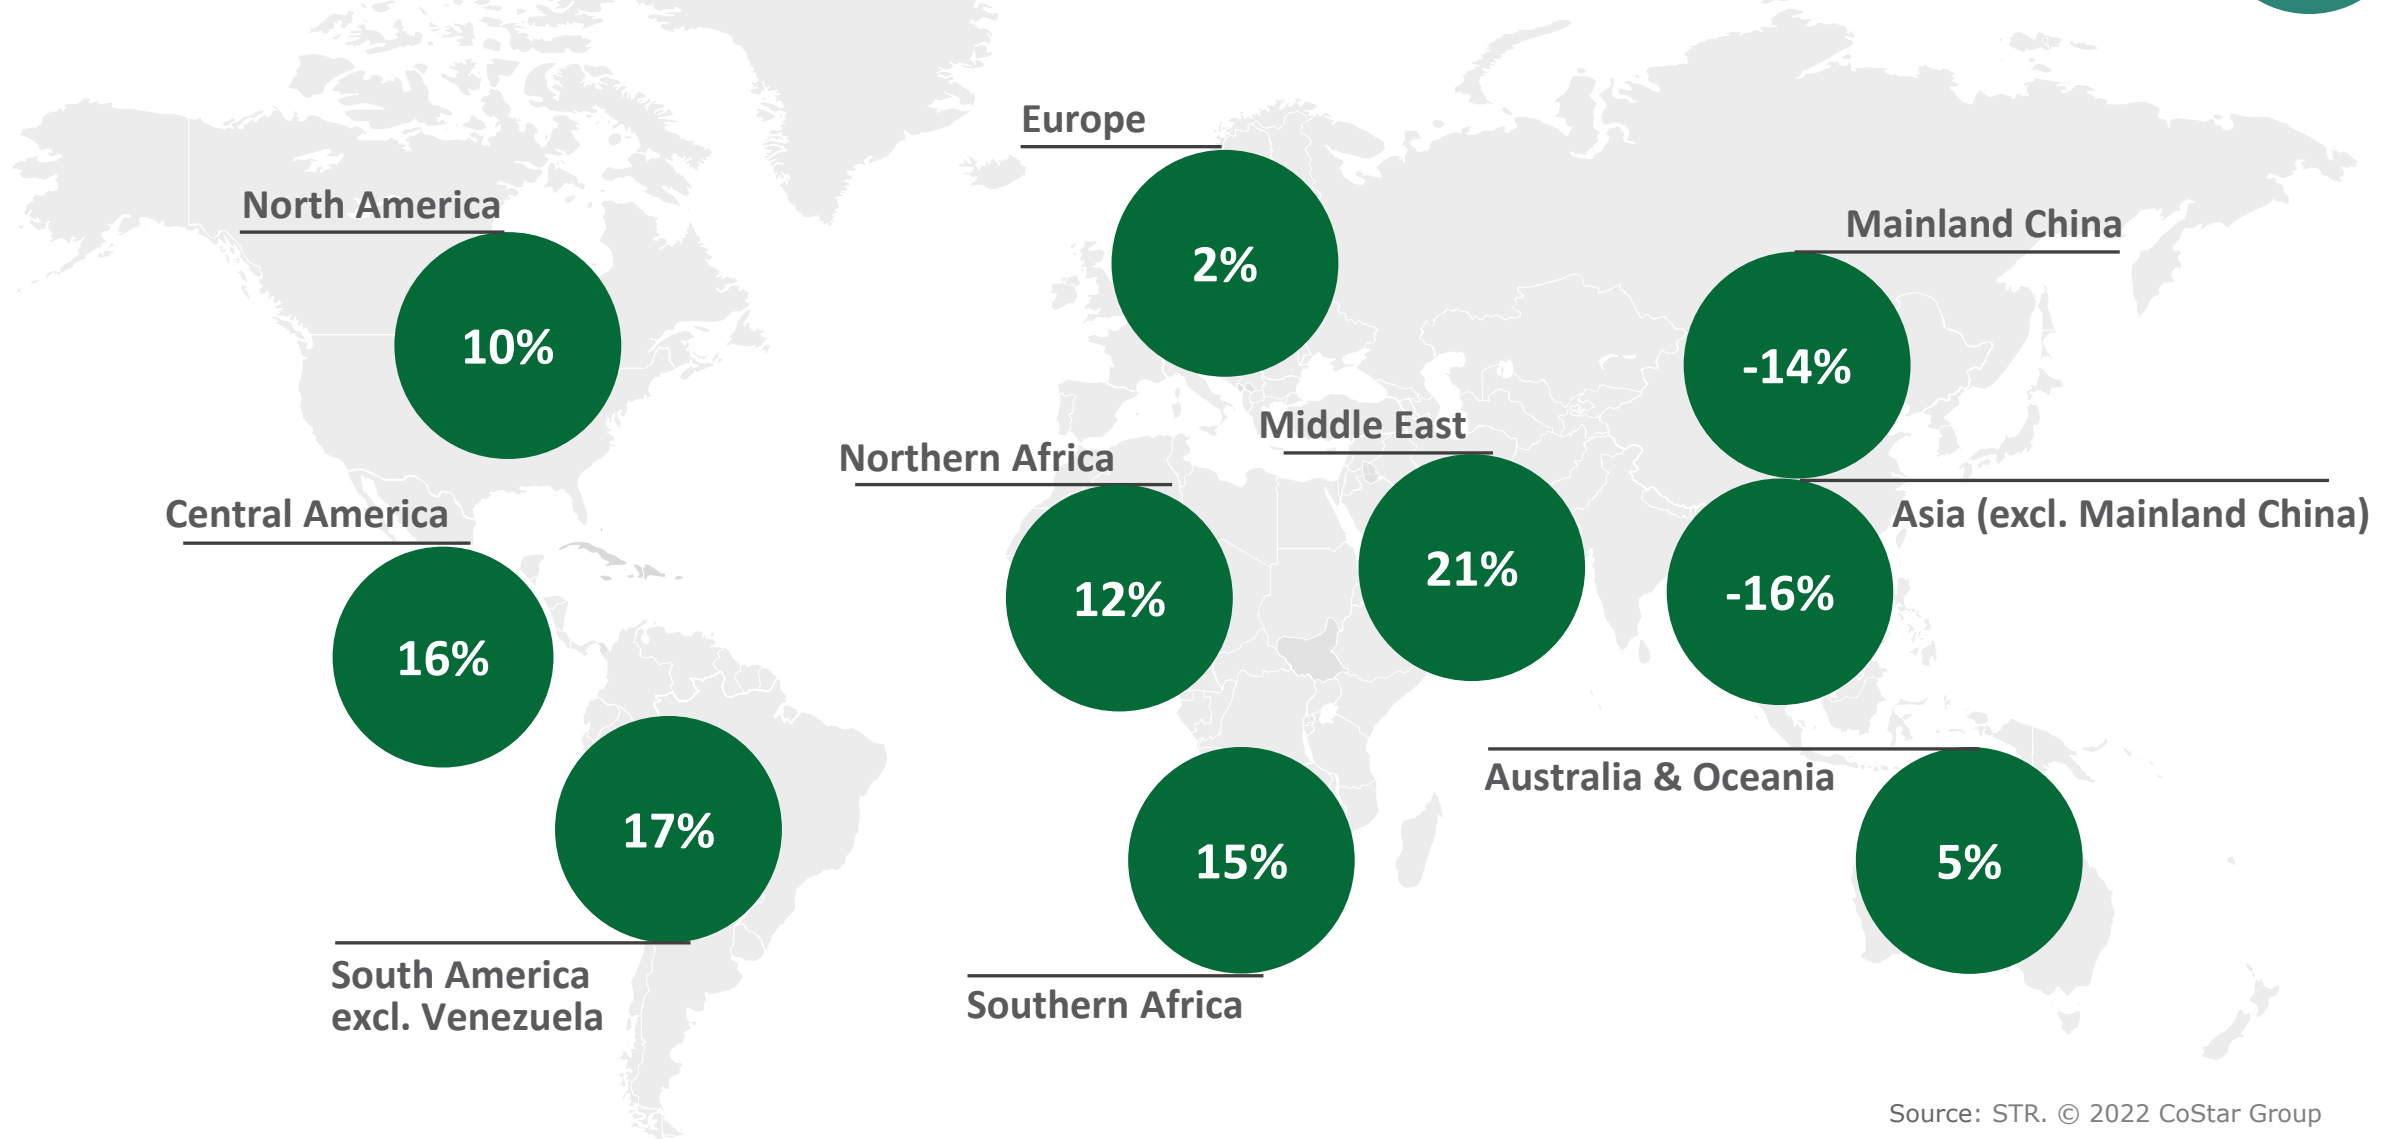 Europe
2%
North America
10%
Mainland China
-14%
Middle East
21%
Northern Africa
12%
Central America
16%
Asia (excl. Mainland China)
-16%
South America
excl. Venezuela
17%
Southern Africa
15%
Australia & Oceania
5%
Source: STR. © 2022 CoStar Group